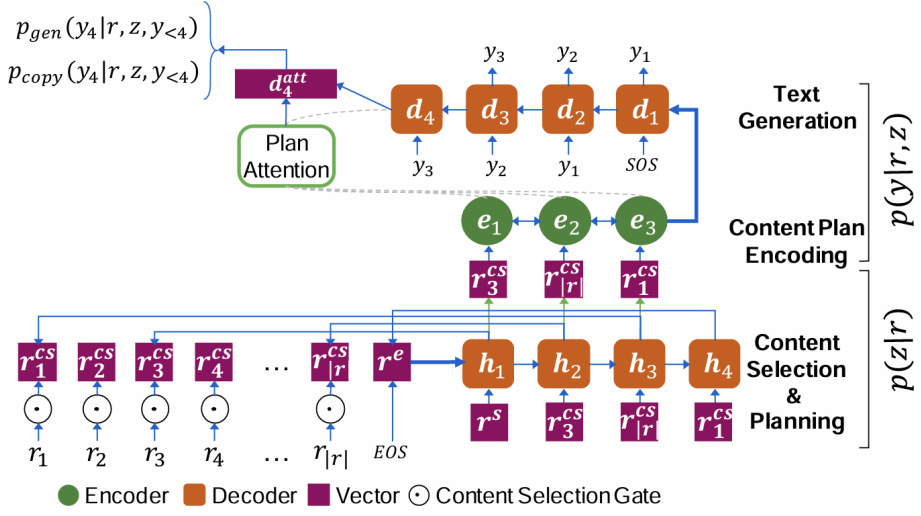 p_gen(y_4|r, z, y_<4)
p_copy(y_4|r, z, y_<4)
d_4^att
y_3 y_2 y_1
d_4 d_3 d_2 d_1
y_3 y_2 y_1 SOS
Plan
Attention
Text
Generation
p(y|r, z)
e_1 e_2 e_3
Content Plan
Encoding
r_3^cs r_|r|^cs r_1^cs
r_1^cs r_2^cs r_3^cs r_4^cs ... r_|r|^cs r^e
h_1 h_2 h_3 h_4
Content
Selection
&
Planning
p(z|r)
r^s r_3^cs r_|r|^cs r_1^cs
r_1 r_2 r_3 r_4 ... r_|r| EOS
Encoder Decoder Vector Content Selection Gate